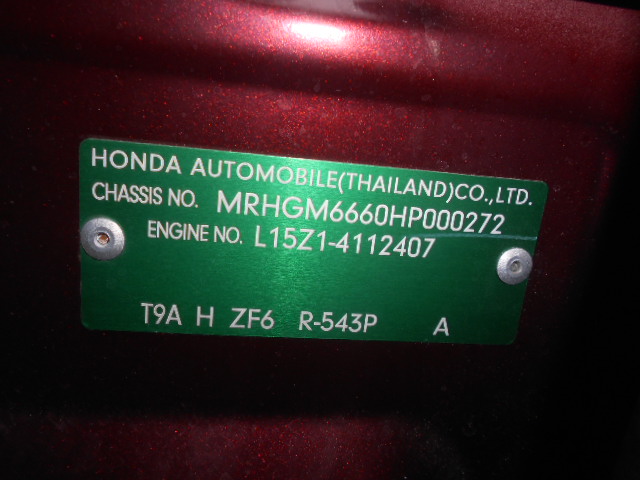 HONDA AUTOMOBILE(THAILAND)CO.,LTD.
CHASSIS NO. MRHGM6660HP000272
ENGINE NO. L15Z1-4112407
T9A H ZF6 R-543P A